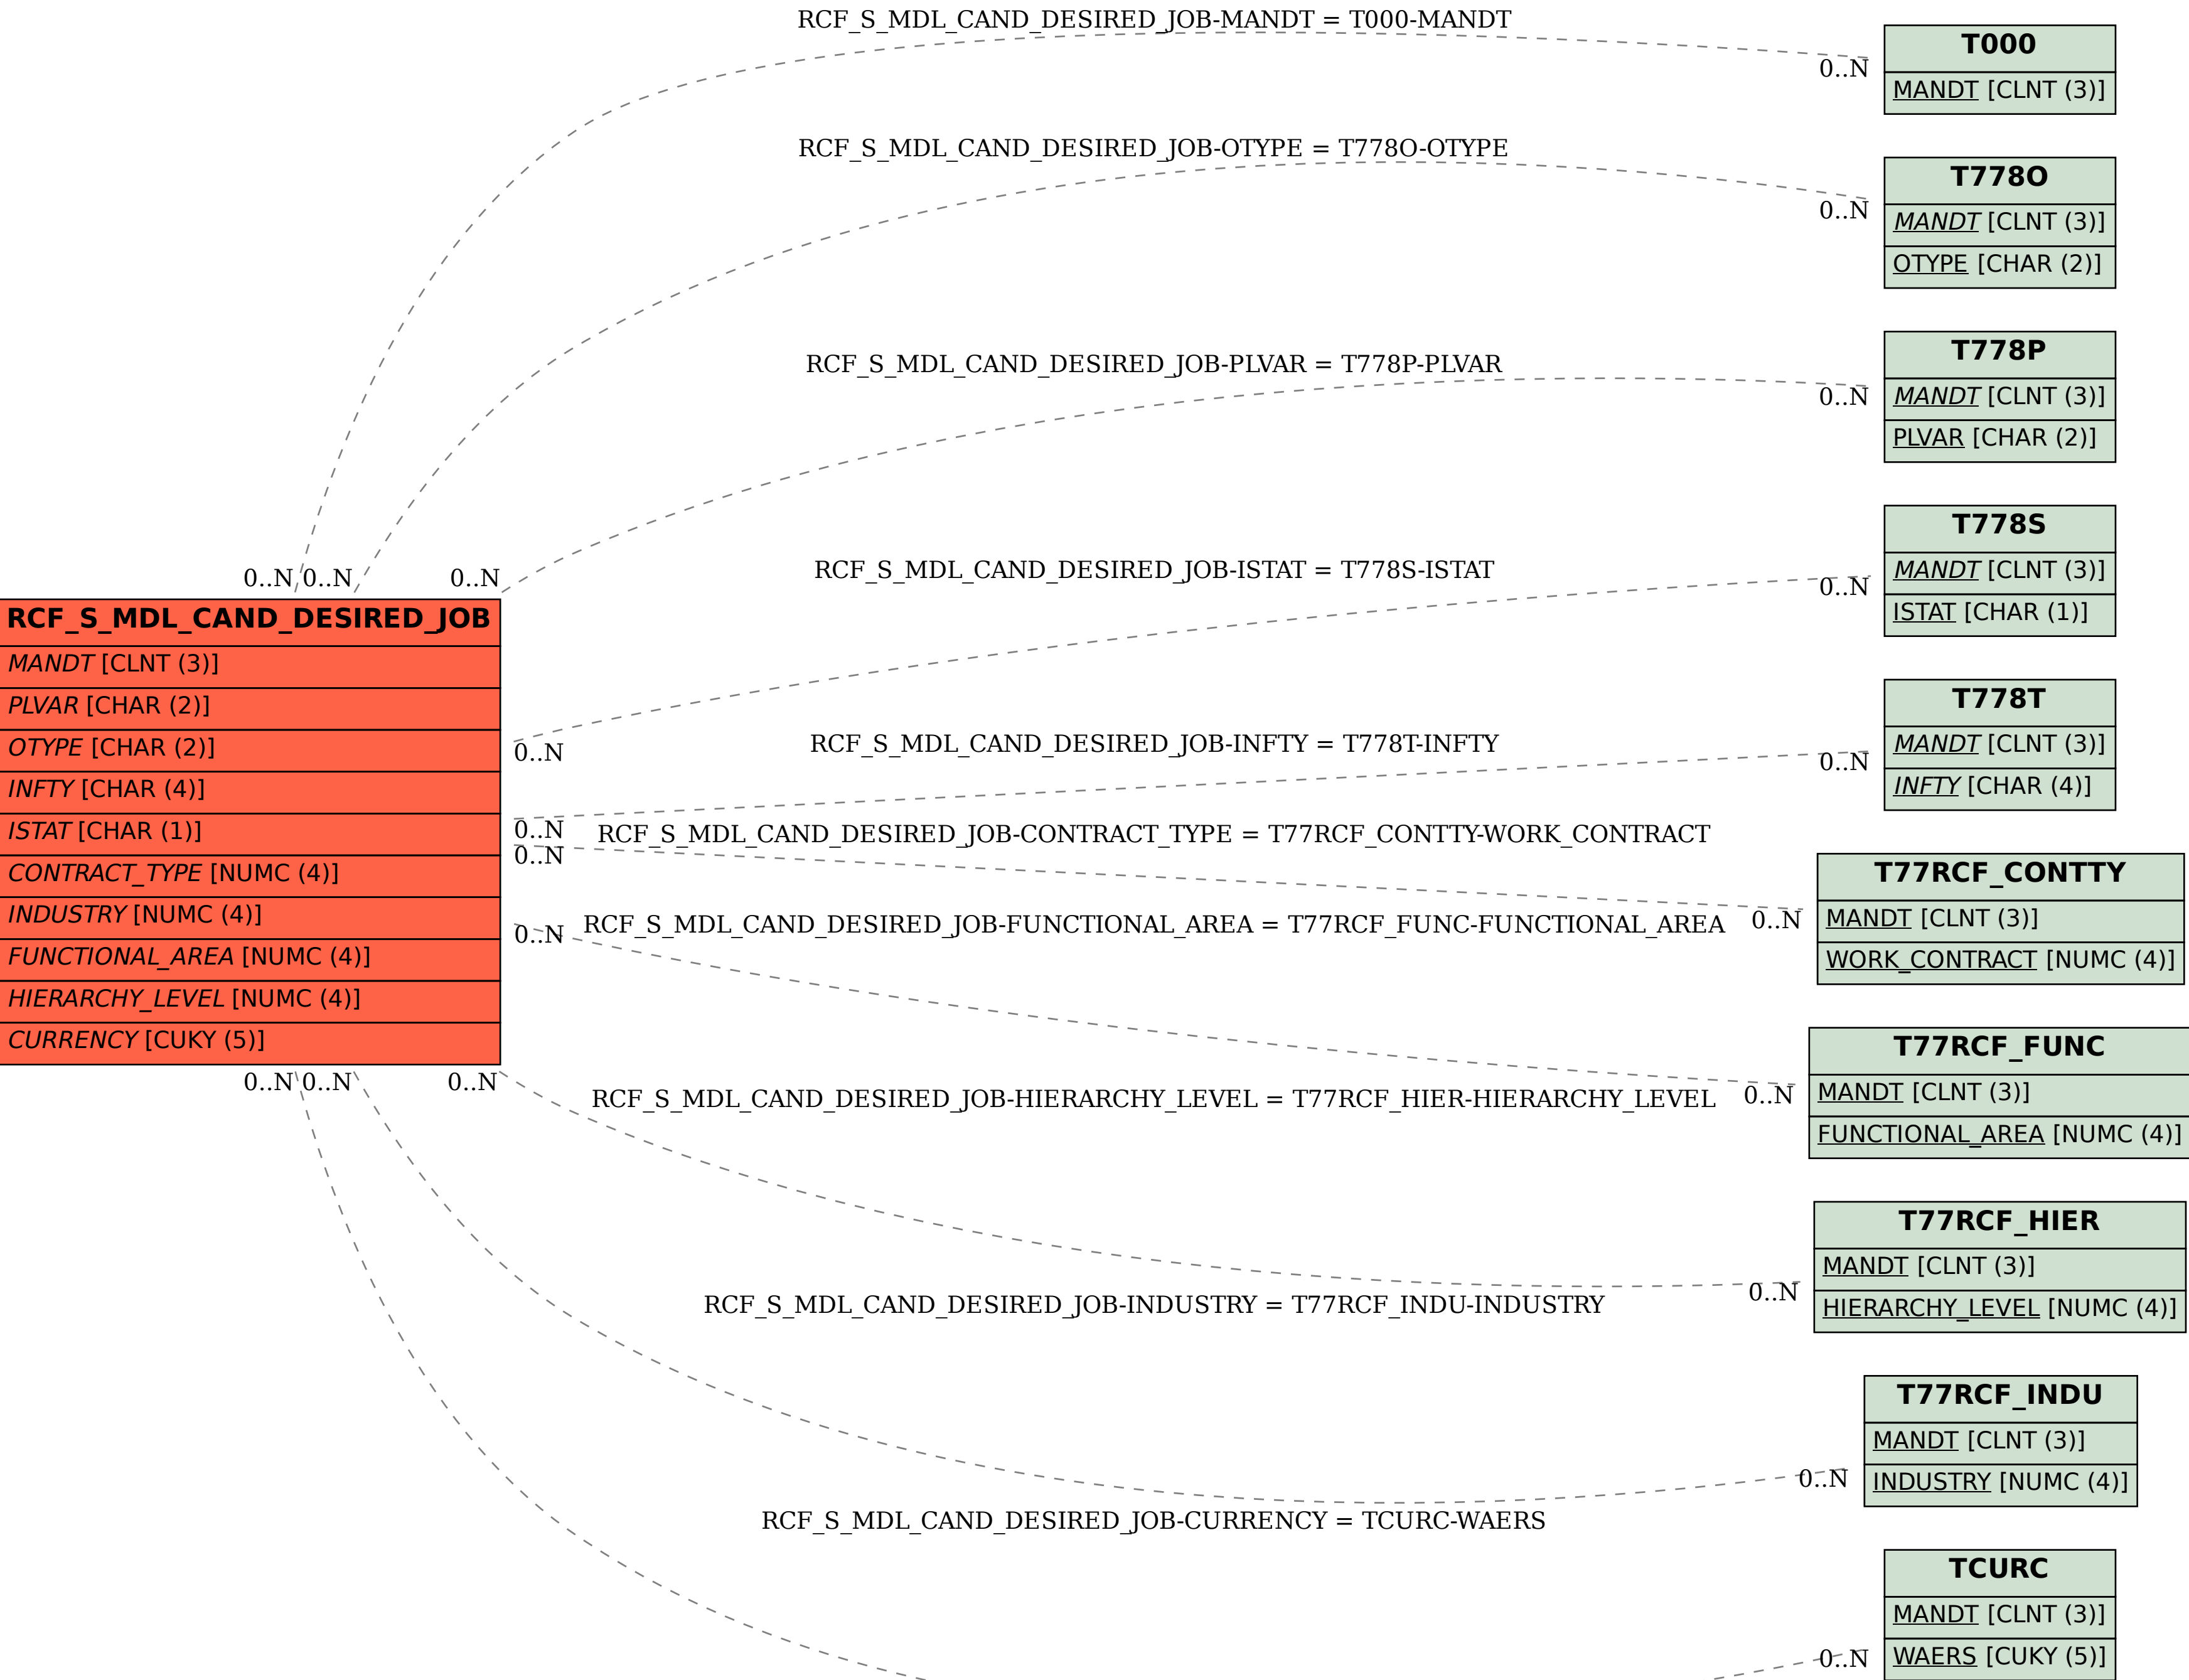 RCF_S_MDL_CAND_DESIRED_JOB-MANDT = T000-MANDT
0..N
T000
MANDT [CLNT (3)]
RCF_S_MDL_CAND_DESIRED_JOB-OTYPE = T778O-OTYPE
0..N
T778O
MANDT [CLNT (3)]
OTYPE [CHAR (2)]
RCF_S_MDL_CAND_DESIRED_JOB-PLVAR = T778P-PLVAR
0..N
T778P
MANDT [CLNT (3)]
PLVAR [CHAR (2)]
RCF_S_MDL_CAND_DESIRED_JOB-ISTAT = T778S-ISTAT
0..N
T778S
MANDT [CLNT (3)]
ISTAT [CHAR (1)]
0..N 0..N 0..N
RCF_S_MDL_CAND_DESIRED_JOB
MANDT [CLNT (3)]
PLVAR [CHAR (2)]
OTYPE [CHAR (2)]
INFTY [CHAR (4)]
ISTAT [CHAR (1)]
CONTRACT_TYPE [NUMC (4)]
INDUSTRY [NUMC (4)]
FUNCTIONAL_AREA [NUMC (4)]
HIERARCHY_LEVEL [NUMC (4)]
CURRENCY [CUKY (5)]
0..N
0..N
0..N
0..N
0..N 0..N 0..N
RCF_S_MDL_CAND_DESIRED_JOB-INFTY = T778T-INFTY
0..N
T778T
MANDT [CLNT (3)]
INFTY [CHAR (4)]
RCF_S_MDL_CAND_DESIRED_JOB-CONTRACT_TYPE = T77RCF_CONTTY-WORK_CONTRACT
0..N
T77RCF_CONTTY
MANDT [CLNT (3)]
WORK_CONTRACT [NUMC (4)]
RCF_S_MDL_CAND_DESIRED_JOB-FUNCTIONAL_AREA = T77RCF_FUNC-FUNCTIONAL_AREA
0..N
T77RCF_FUNC
MANDT [CLNT (3)]
FUNCTIONAL_AREA [NUMC (4)]
RCF_S_MDL_CAND_DESIRED_JOB-HIERARCHY_LEVEL = T77RCF_HIER-HIERARCHY_LEVEL
0..N
T77RCF_HIER
MANDT [CLNT (3)]
HIERARCHY_LEVEL [NUMC (4)]
RCF_S_MDL_CAND_DESIRED_JOB-INDUSTRY = T77RCF_INDU-INDUSTRY
0..N
T77RCF_INDU
MANDT [CLNT (3)]
INDUSTRY [NUMC (4)]
RCF_S_MDL_CAND_DESIRED_JOB-CURRENCY = TCURC-WAERS
0..N
TCURC
MANDT [CLNT (3)]
WAERS [CUKY (5)]